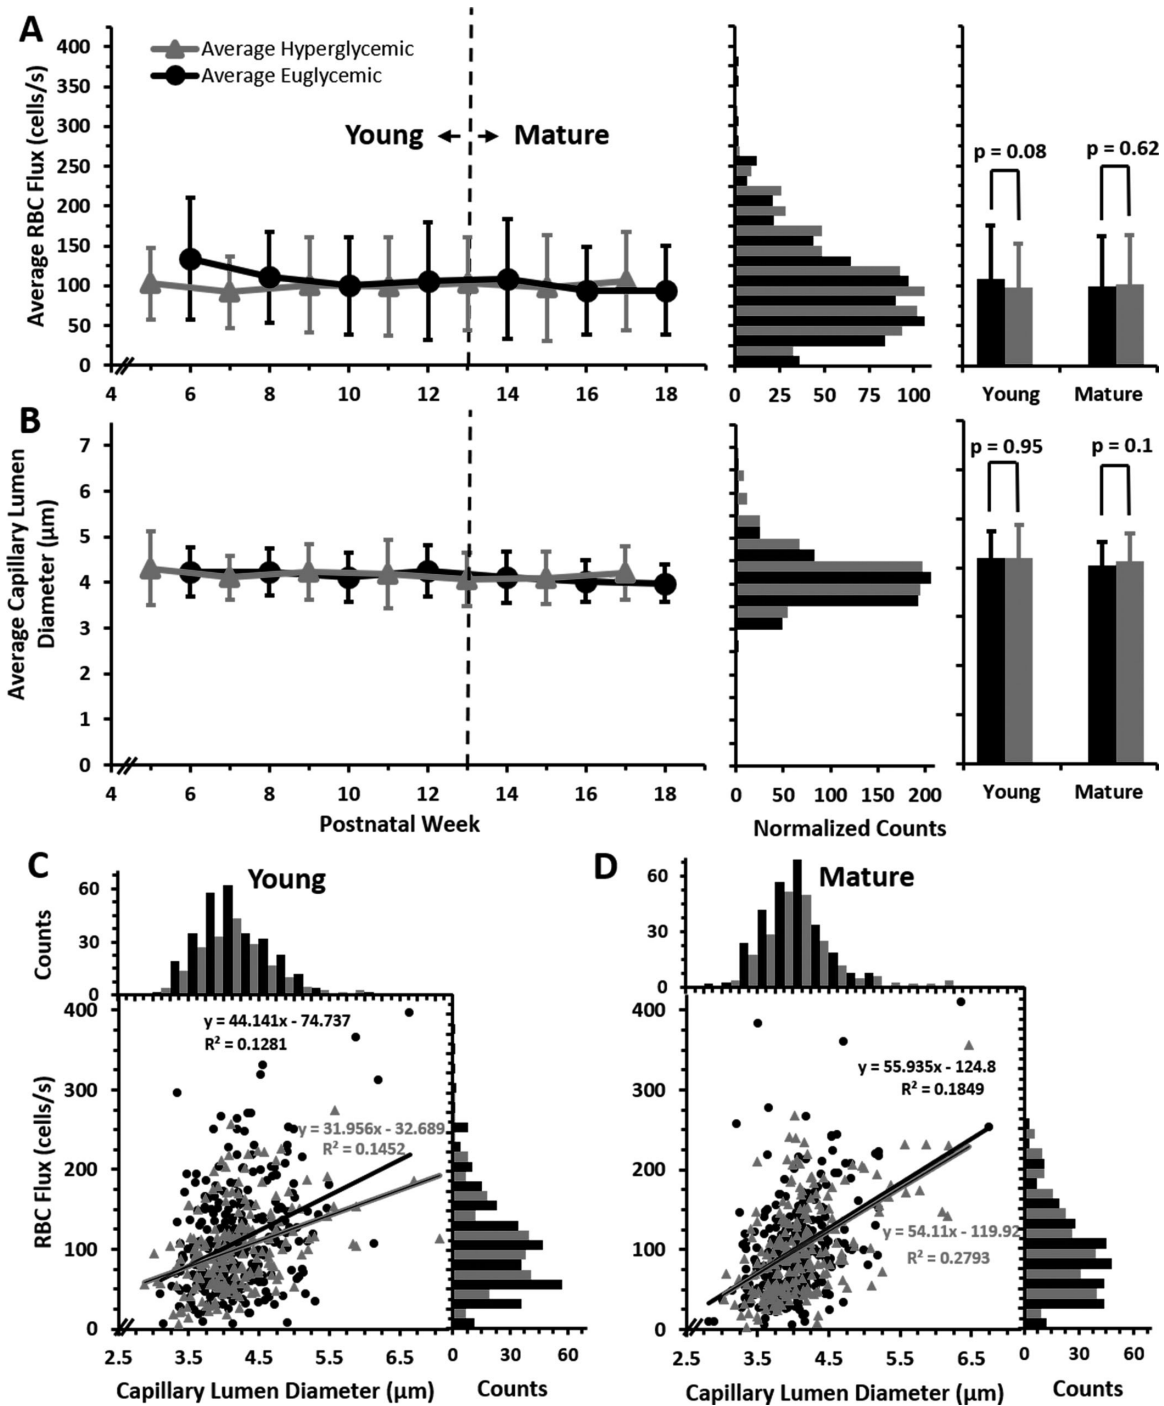 A
Average RBC Flux (cells/s)
400
350
300
250
200
150
100
50
0
Average Hyperglycemic
Average Euglycemic
Young
Mature
4
6
8
10
12
14
16
18
0
25
50
75
100
p = 0.08
p = 0.62
Young
Mature
B
Average Capillary Lumen
Diameter (μm)
7
6
5
4
3
2
1
0
4
6
8
10
12
14
16
18
Postnatal Week
0
50
100
150
200
Normalized Counts
p = 0.95
p = 0.1
Young
Mature
C
Young
Counts
60
30
0
y = 44.141x - 74.737
R² = 0.1281
y = 31.956x - 32.689
R² = 0.1452
RBC Flux (cells/s)
400
300
200
100
0
2.5
3.5
4.5
5.5
6.5
Capillary Lumen Diameter (μm)
0
30
60
Counts
D
Mature
60
30
0
y = 55.935x - 124.8
R² = 0.1849
y = 54.11x - 119.92
R² = 0.2793
400
300
200
100
0
2.5
3.5
4.5
5.5
6.5
Capillary Lumen Diameter (μm)
0
30
60
Counts